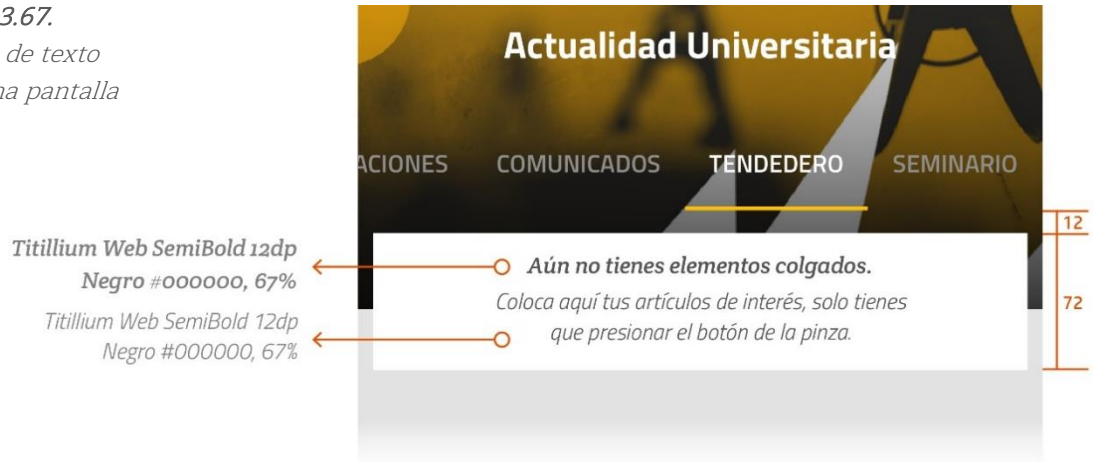 3.67.
de texto
na pantalla
Actualidad Universitaria
ACIONES COMUNICADOS TENDEDERO SEMINARIO
12
Titillium Web SemiBold 12dp
Negro #000000, 67%
Titillium Web SemiBold 12dp
Negro #000000, 67%
Aún no tienes elementos colgados.
Coloca aquí tus artículos de interés, solo tienes
que presionar el botón de la pinza.
72